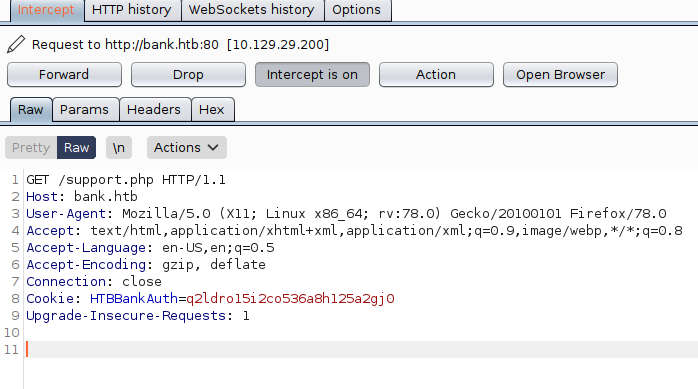 Intercept HTTP history WebSockets history Options
Request to http://bank.htb:80 [10.129.29.200]
Forward Drop Intercept is on Action Open Browser
Raw Params Headers Hex
Pretty Raw \n Actions
1 GET /support.php HTTP/1.1
2 Host: bank.htb
3 User-Agent: Mozilla/5.0 (X11; Linux x86_64; rv:78.0) Gecko/20100101 Firefox/78.0
4 Accept: text/html,application/xhtml+xml,application/xml;q=0.9,image/webp,*/*;q=0.8
5 Accept-Language: en-US,en;q=0.5
6 Accept-Encoding: gzip, deflate
7 Connection: close
8 Cookie: HTBBankAuth=q2ldro15i2co536a8h125a2gj0
9 Upgrade-Insecure-Requests: 1
10
11